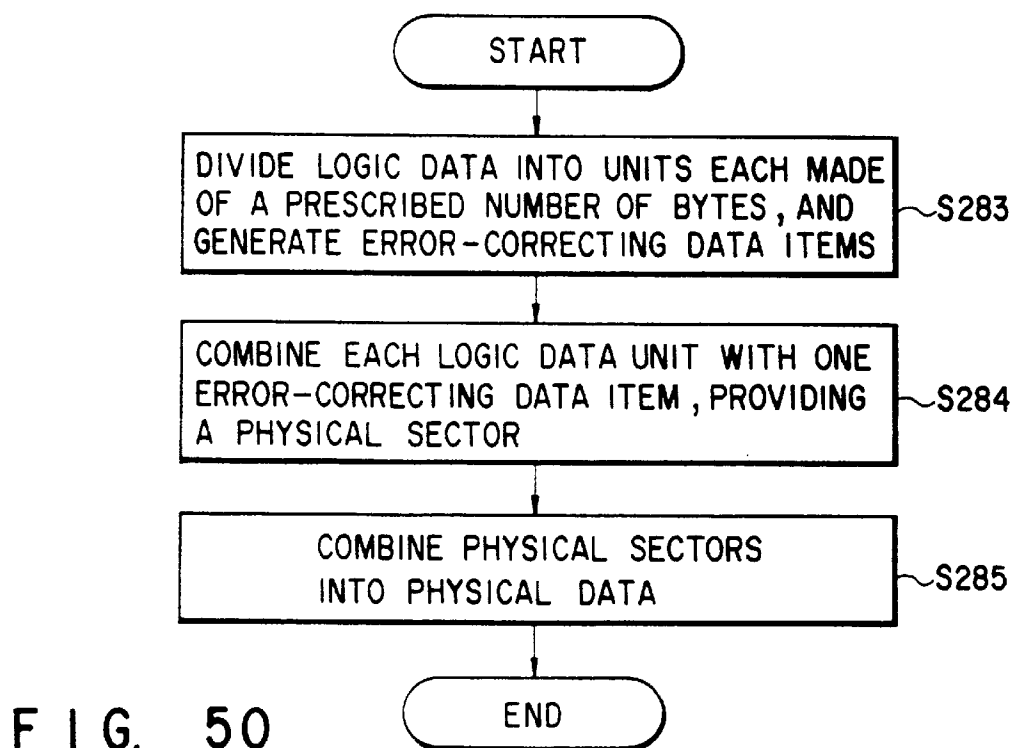 START
DIVIDE LOGIC DATA INTO UNITS EACH MADE
OF A PRESCRIBED NUMBER OF BYTES, AND
GENERATE ERROR-CORRECTING DATA ITEMS
S283
COMBINE EACH LOGIC DATA UNIT WITH ONE
ERROR-CORRECTING DATA ITEM, PROVIDING
A PHYSICAL SECTOR
S284
COMBINE PHYSICAL SECTORS
INTO PHYSICAL DATA
S285
END
FIG. 50